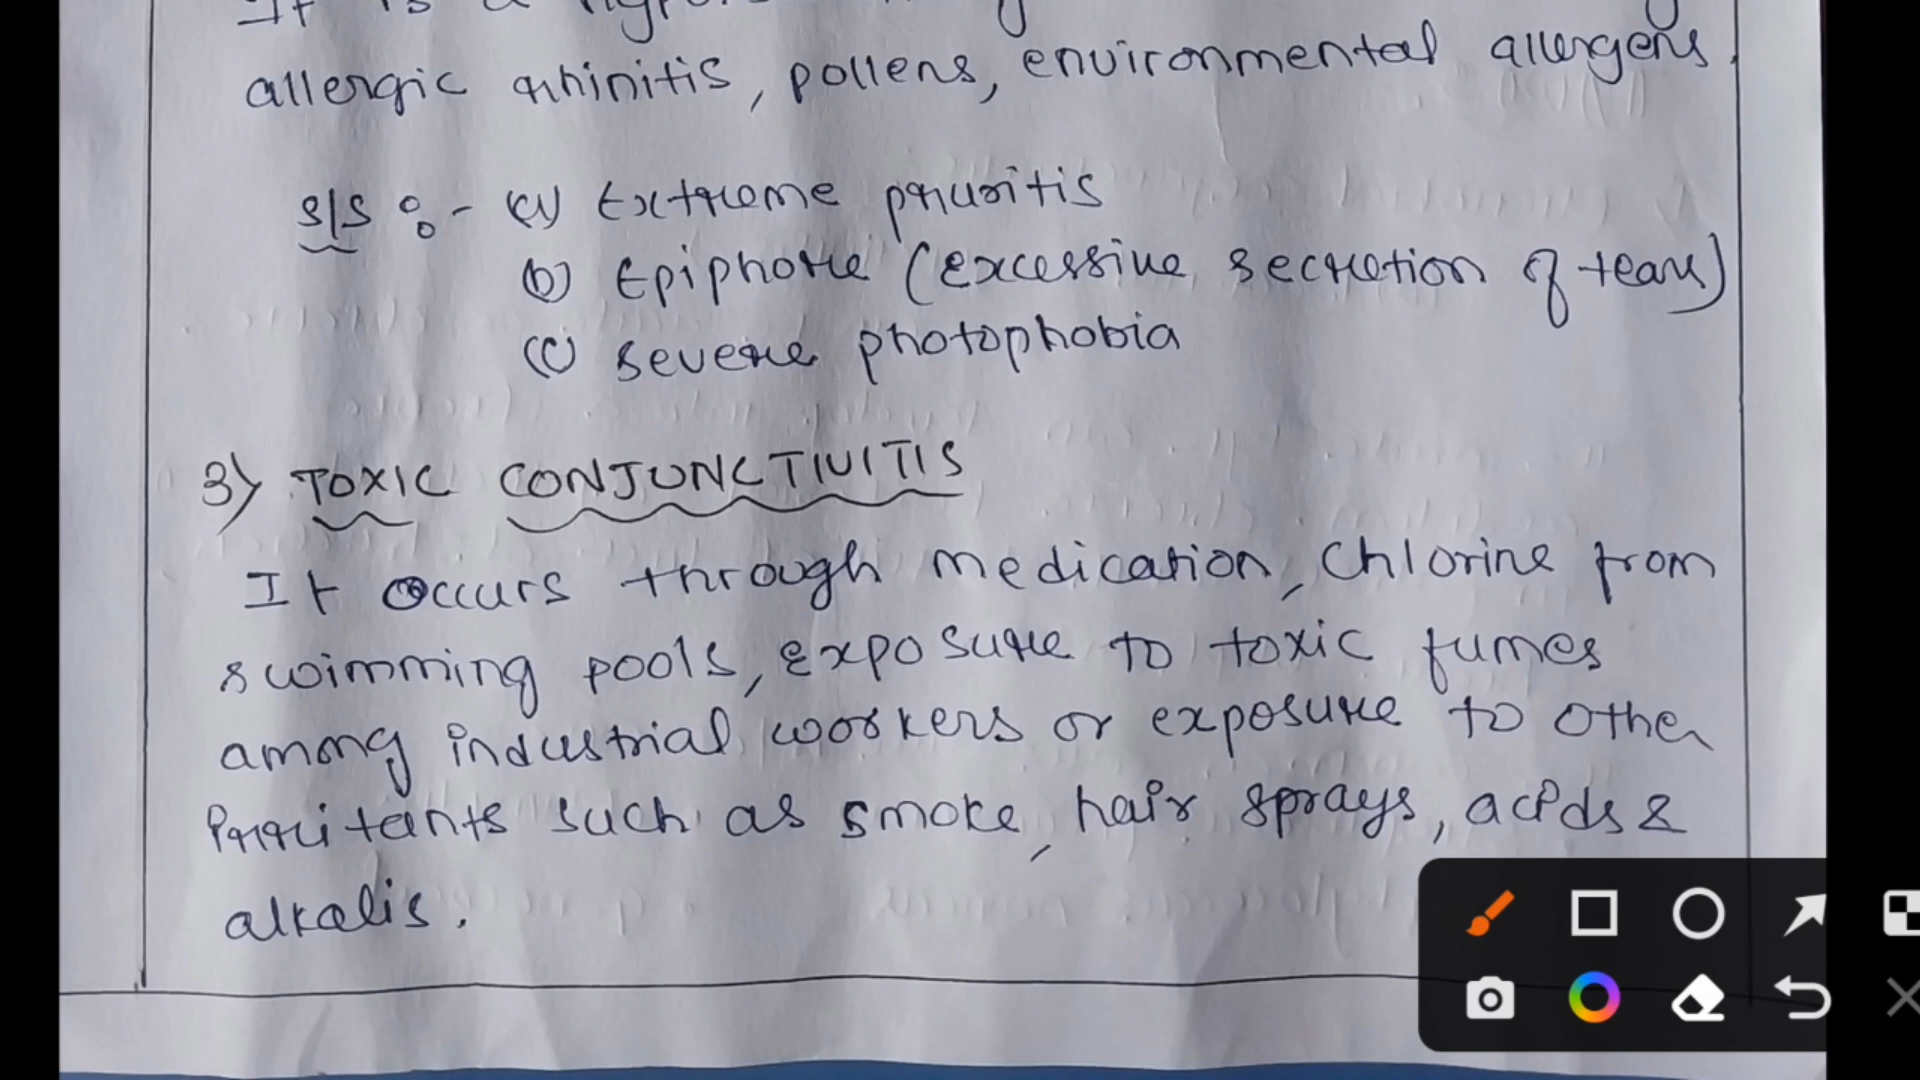 It is a
allergic rhinitis, pollens, environmental allergens.
S/S :- (a) Extreme pruritis
(b) Epiphore (excessive secretion of tears)
(c) severe photophobia
3) TOXIC CONJUNCTIVITIS
It occurs through medication, chlorine from
swimming pools, exposure to toxic fumes
among industrial workers or exposure to other
irritants such as smoke, hair sprays, acids &
alkalis.